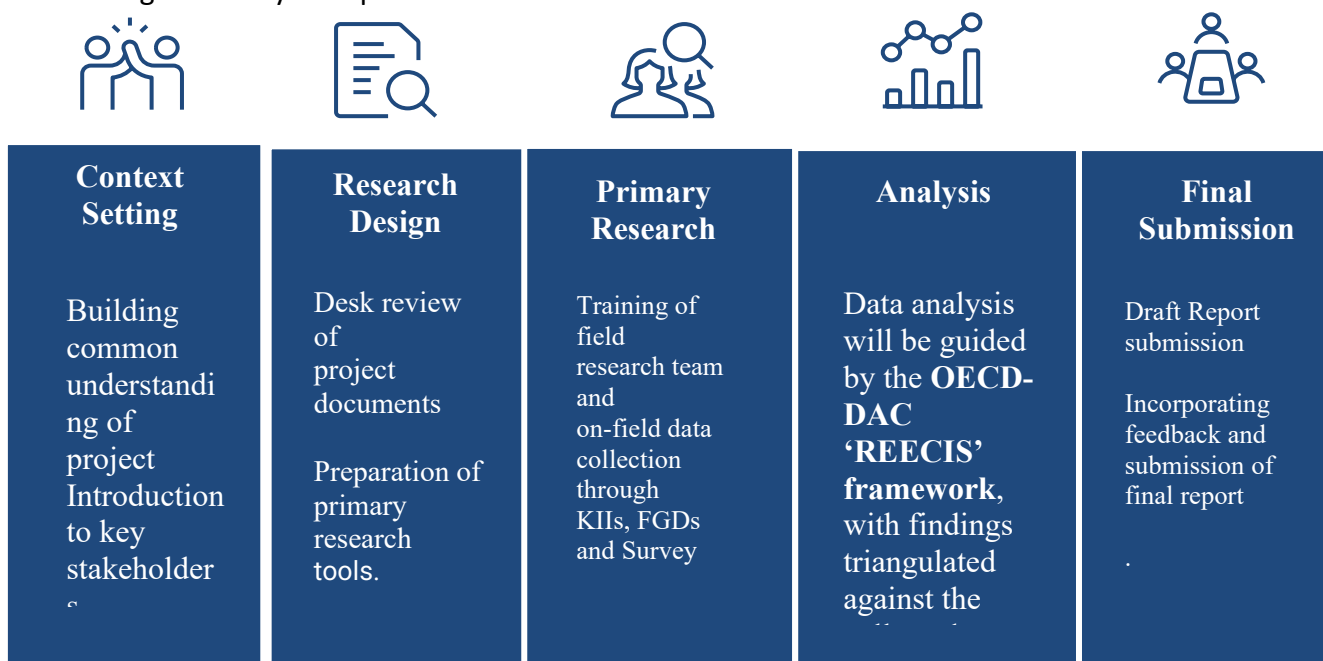 Context
Setting
Building
common
understandi
ng of
project
Introduction
to key
stakeholder
s
Research
Design
Desk review
of
project
documents
Preparation of
primary
research
tools.
Primary
Research
Training of
field
research team
and
on-field data
collection
through
KIIs, FGDs
and Survey
Analysis
Data analysis
will be guided
by the OECD-
DAC
‘REECIS’
framework,
with findings
triangulated
against the
Final
Submission
Draft Report
submission
Incorporating
feedback and
submission of
final report
.